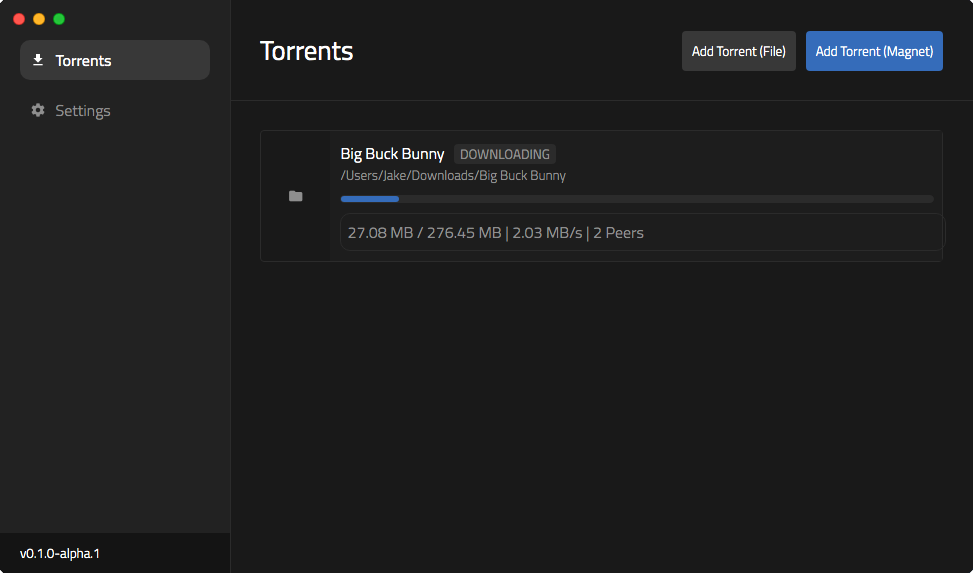 Torrents
Settings
v0.1.0-alpha.1
Torrents
Add Torrent (File)
Add Torrent (Magnet)
Big Buck Bunny DOWNLOADING
/Users/Jake/Downloads/Big Buck Bunny
27.08 MB / 276.45 MB | 2.03 MB/s | 2 Peers